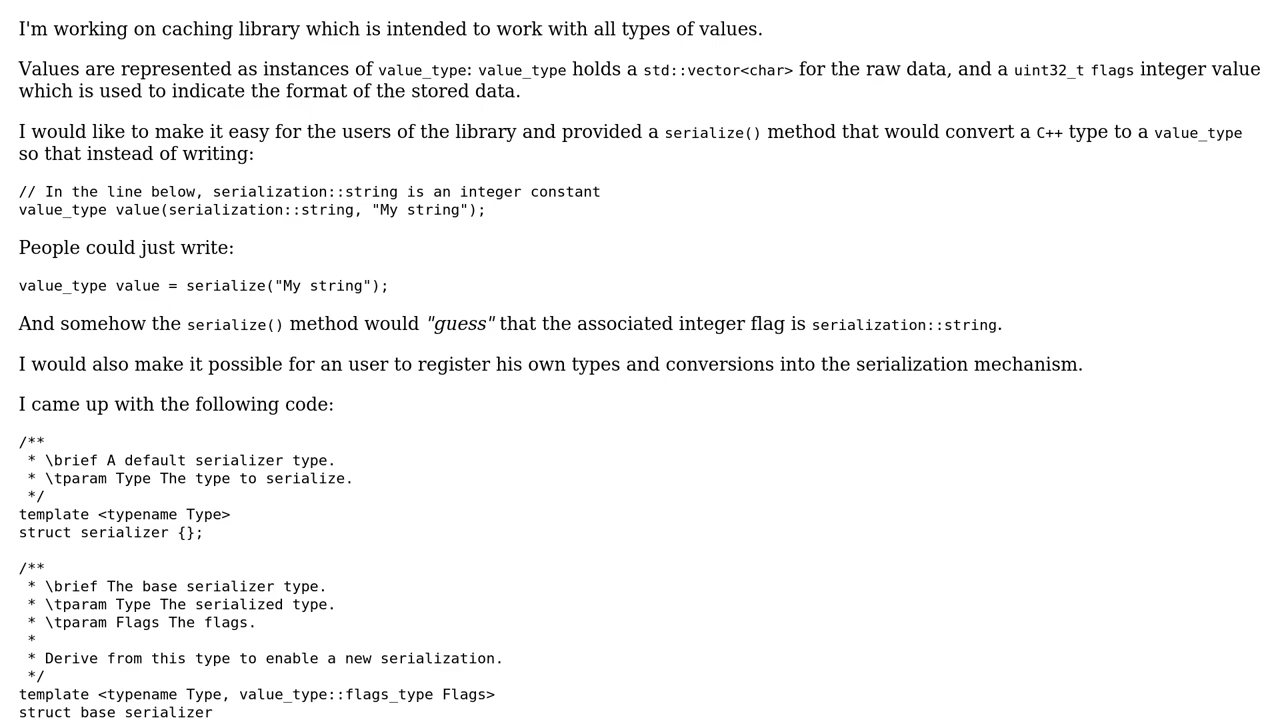 I'm working on caching library which is intended to work with all types of values.
Values are represented as instances of value_type: value_type holds a std::vector<char> for the raw data, and a uint32_t flags integer value
which is used to indicate the format of the stored data.
I would like to make it easy for the users of the library and provided a serialize() method that would convert a C++ type to a value_type
so that instead of writing:
// In the line below, serialization::string is an integer constant
value_type value(serialization::string, "My string");
People could just write:
value_type value = serialize("My string");
And somehow the serialize() method would "guess" that the associated integer flag is serialization::string.
I would also make it possible for an user to register his own types and conversions into the serialization mechanism.
I came up with the following code:
/**
 * \brief A default serializer type.
 * \tparam Type The type to serialize.
 */
template <typename Type>
struct serializer {};
/**
 * \brief The base serializer type.
 * \tparam Type The serialized type.
 * \tparam Flags The flags.
 *
 * Derive from this type to enable a new serialization.
 */
template <typename Type, value_type::flags_type Flags>
struct base_serializer